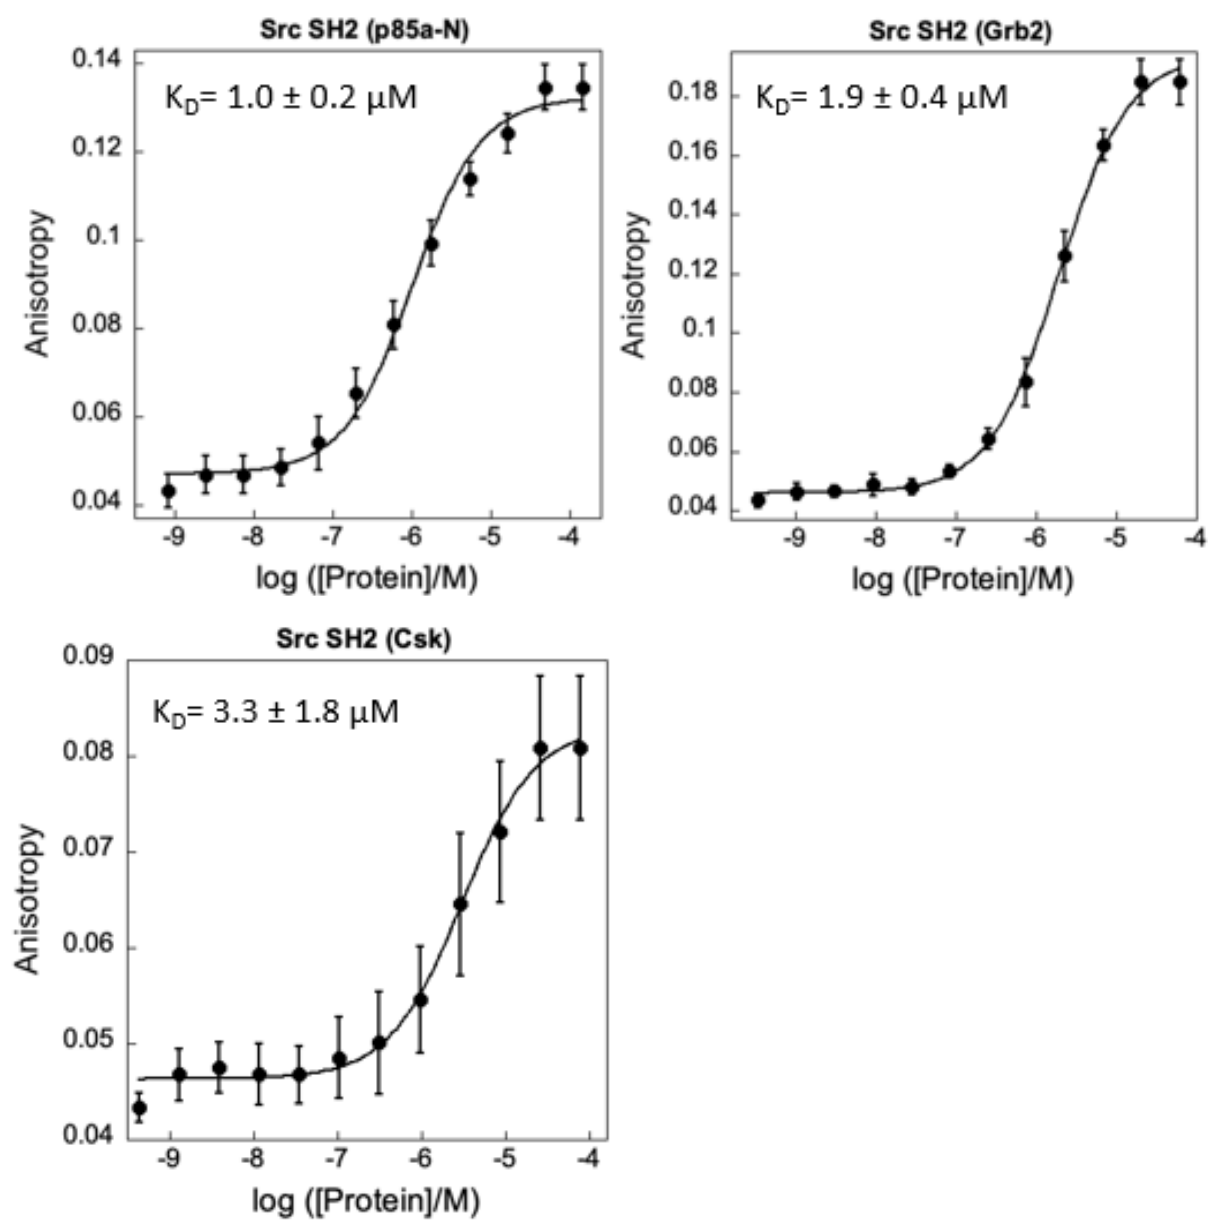 Src SH2 (p85a-N)
K_D= 1.0 ± 0.2 µM
0.14
0.12
0.1
0.08
0.06
0.04
Anisotropy
-9 -8 -7 -6 -5 -4
log ([Protein]/M)
Src SH2 (Grb2)
K_D= 1.9 ± 0.4 µM
0.18
0.16
0.14
0.12
0.1
0.08
0.06
0.04
Anisotropy
-9 -8 -7 -6 -5 -4
log ([Protein]/M)
Src SH2 (Csk)
K_D= 3.3 ± 1.8 µM
0.09
0.08
0.07
0.06
0.05
0.04
Anisotropy
-9 -8 -7 -6 -5 -4
log ([Protein]/M)